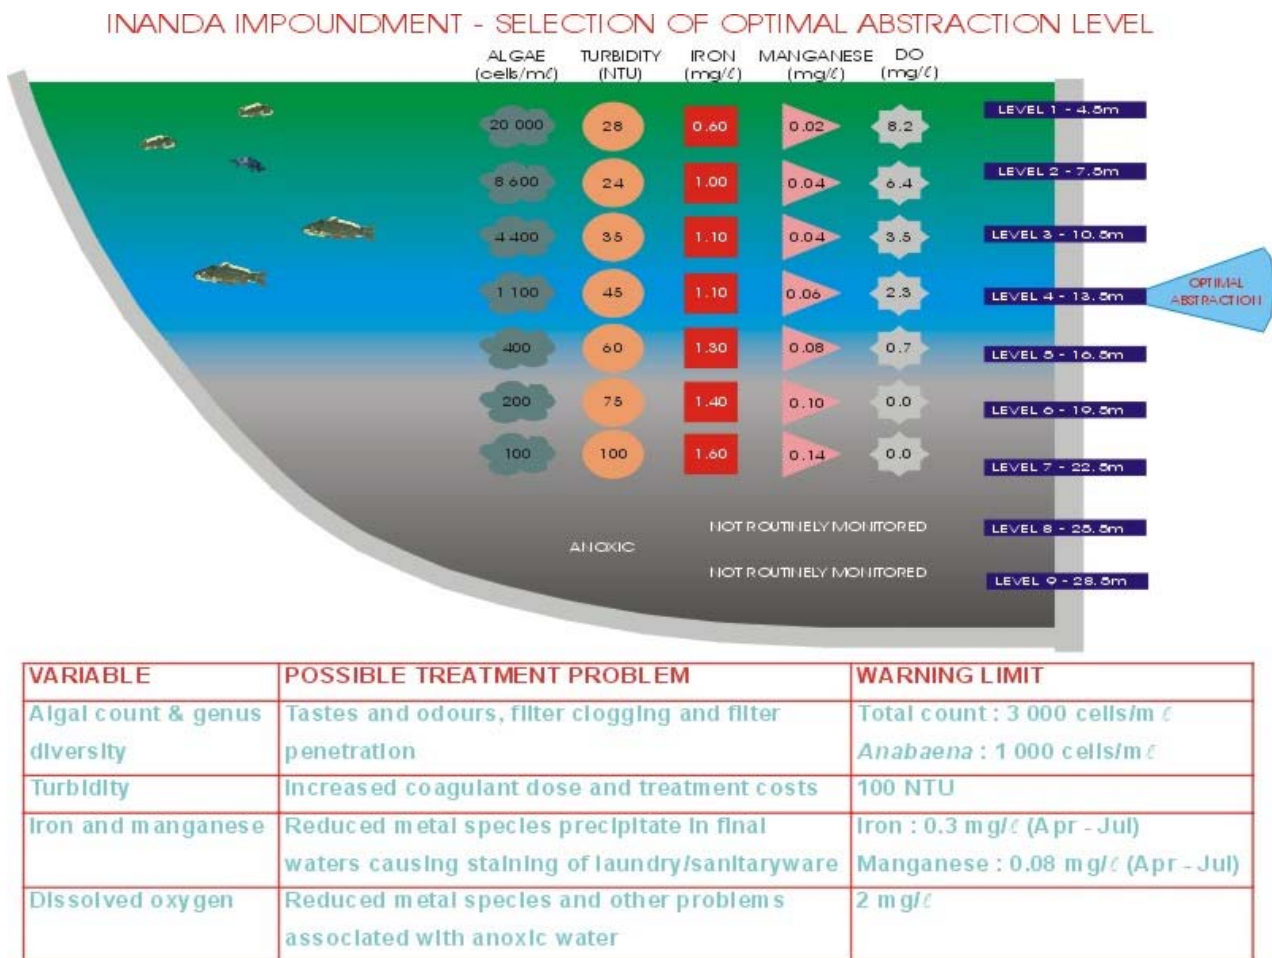 INANDA IMPOUNDMENT - SELECTION OF OPTIMAL ABSTRACTION LEVEL
ALGAE TURBIDITY IRON MANGANESE DO
(cells/mℓ) (NTU) (mg/ℓ) (mg/ℓ) (mg/ℓ)
20 000 28 0.60 0.02 8.2 LEVEL 1 - 4.5m
8 600 24 1.00 0.04 6.4 LEVEL 2 - 7.5m
4 400 35 1.10 0.04 3.5 LEVEL 3 - 10.5m
1 100 45 1.10 0.06 2.3 LEVEL 4 - 13.5m
OPTIMAL
ABSTRACTION
400 60 1.30 0.08 0.7 LEVEL 5 - 16.5m
200 75 1.40 0.10 0.0 LEVEL 6 - 19.5m
100 100 1.60 0.14 0.0 LEVEL 7 - 22.5m
NOT ROUTINELY MONITORED LEVEL 8 - 25.5m
ANOXIC
NOT ROUTINELY MONITORED LEVEL 9 - 28.5m
VARIABLE POSSIBLE TREATMENT PROBLEM WARNING LIMIT
Algal count & genus Tastes and odours, filter clogging and filter Total count : 3 000 cells/m ℓ
diversity penetration Anabaena : 1 000 cells/m ℓ
Turbidity Increased coagulant dose and treatment costs 100 NTU
Iron and manganese Reduced metal species precipitate in final Iron : 0.3 mg/ℓ (Apr - Jul)
waters causing staining of laundry/sanitaryware Manganese : 0.08 mg/ℓ (Apr - Jul)
Dissolved oxygen Reduced metal species and other problems 2 mg/ℓ
associated with anoxic water